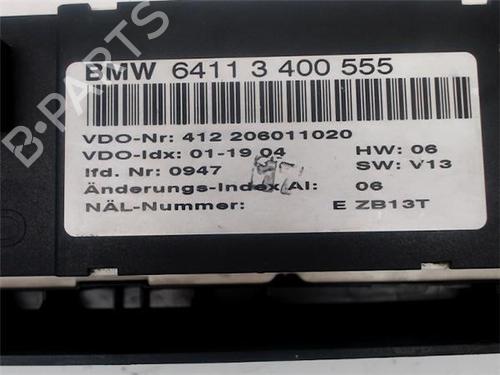 B-PARTS
BMW 6411 3 400 555
VDO-Nr: 412 206011020
VDO-Idx: 01-19 04 HW: 06
lfd. Nr: 0947 SW: V13
Änderungs-Index AI: 06
NÄL-Nummer: E ZB13T